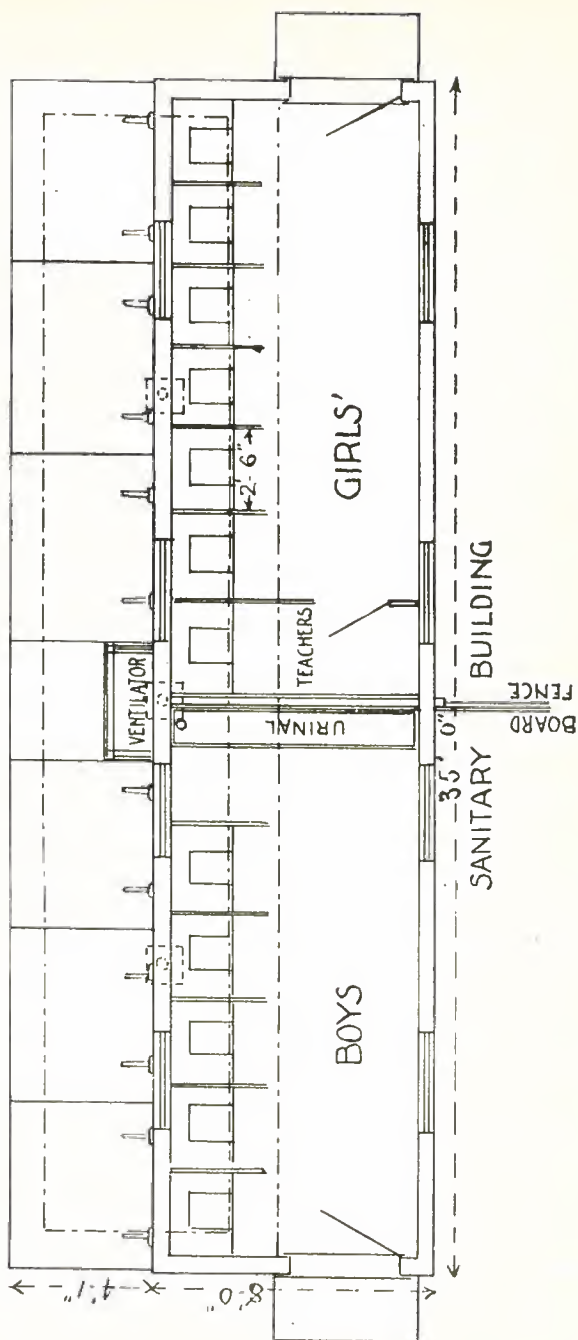 4'-1"
8'-0"
VENTILATOR
URINAL
TEACHERS
2'-6"
BOYS
GIRLS'
35' 0"
SANITARY BUILDING
BOARD
FENCE